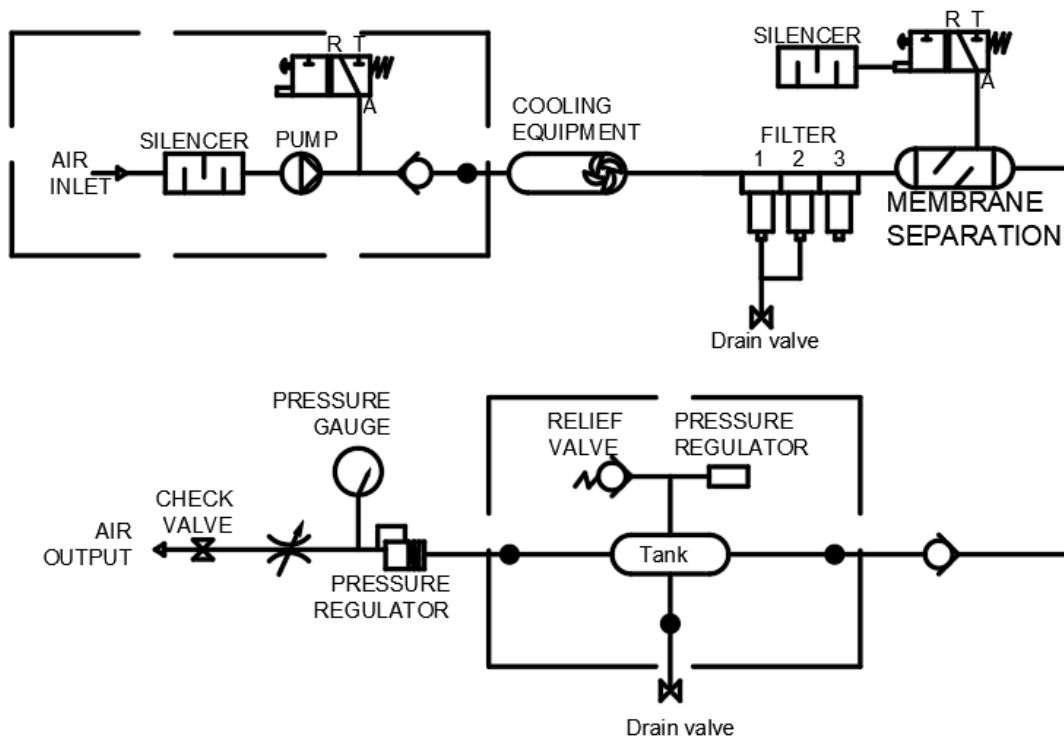 R T
A
SILENCER
PUMP
AIR
INLET
COOLING
EQUIPMENT
FILTER
1 2 3
SILENCER
R T
A
MEMBRANE
SEPARATION
Drain valve
PRESSURE
GAUGE
CHECK
VALVE
AIR
OUTPUT
PRESSURE
REGULATOR
RELIEF
VALVE
PRESSURE
REGULATOR
Tank
Drain valve